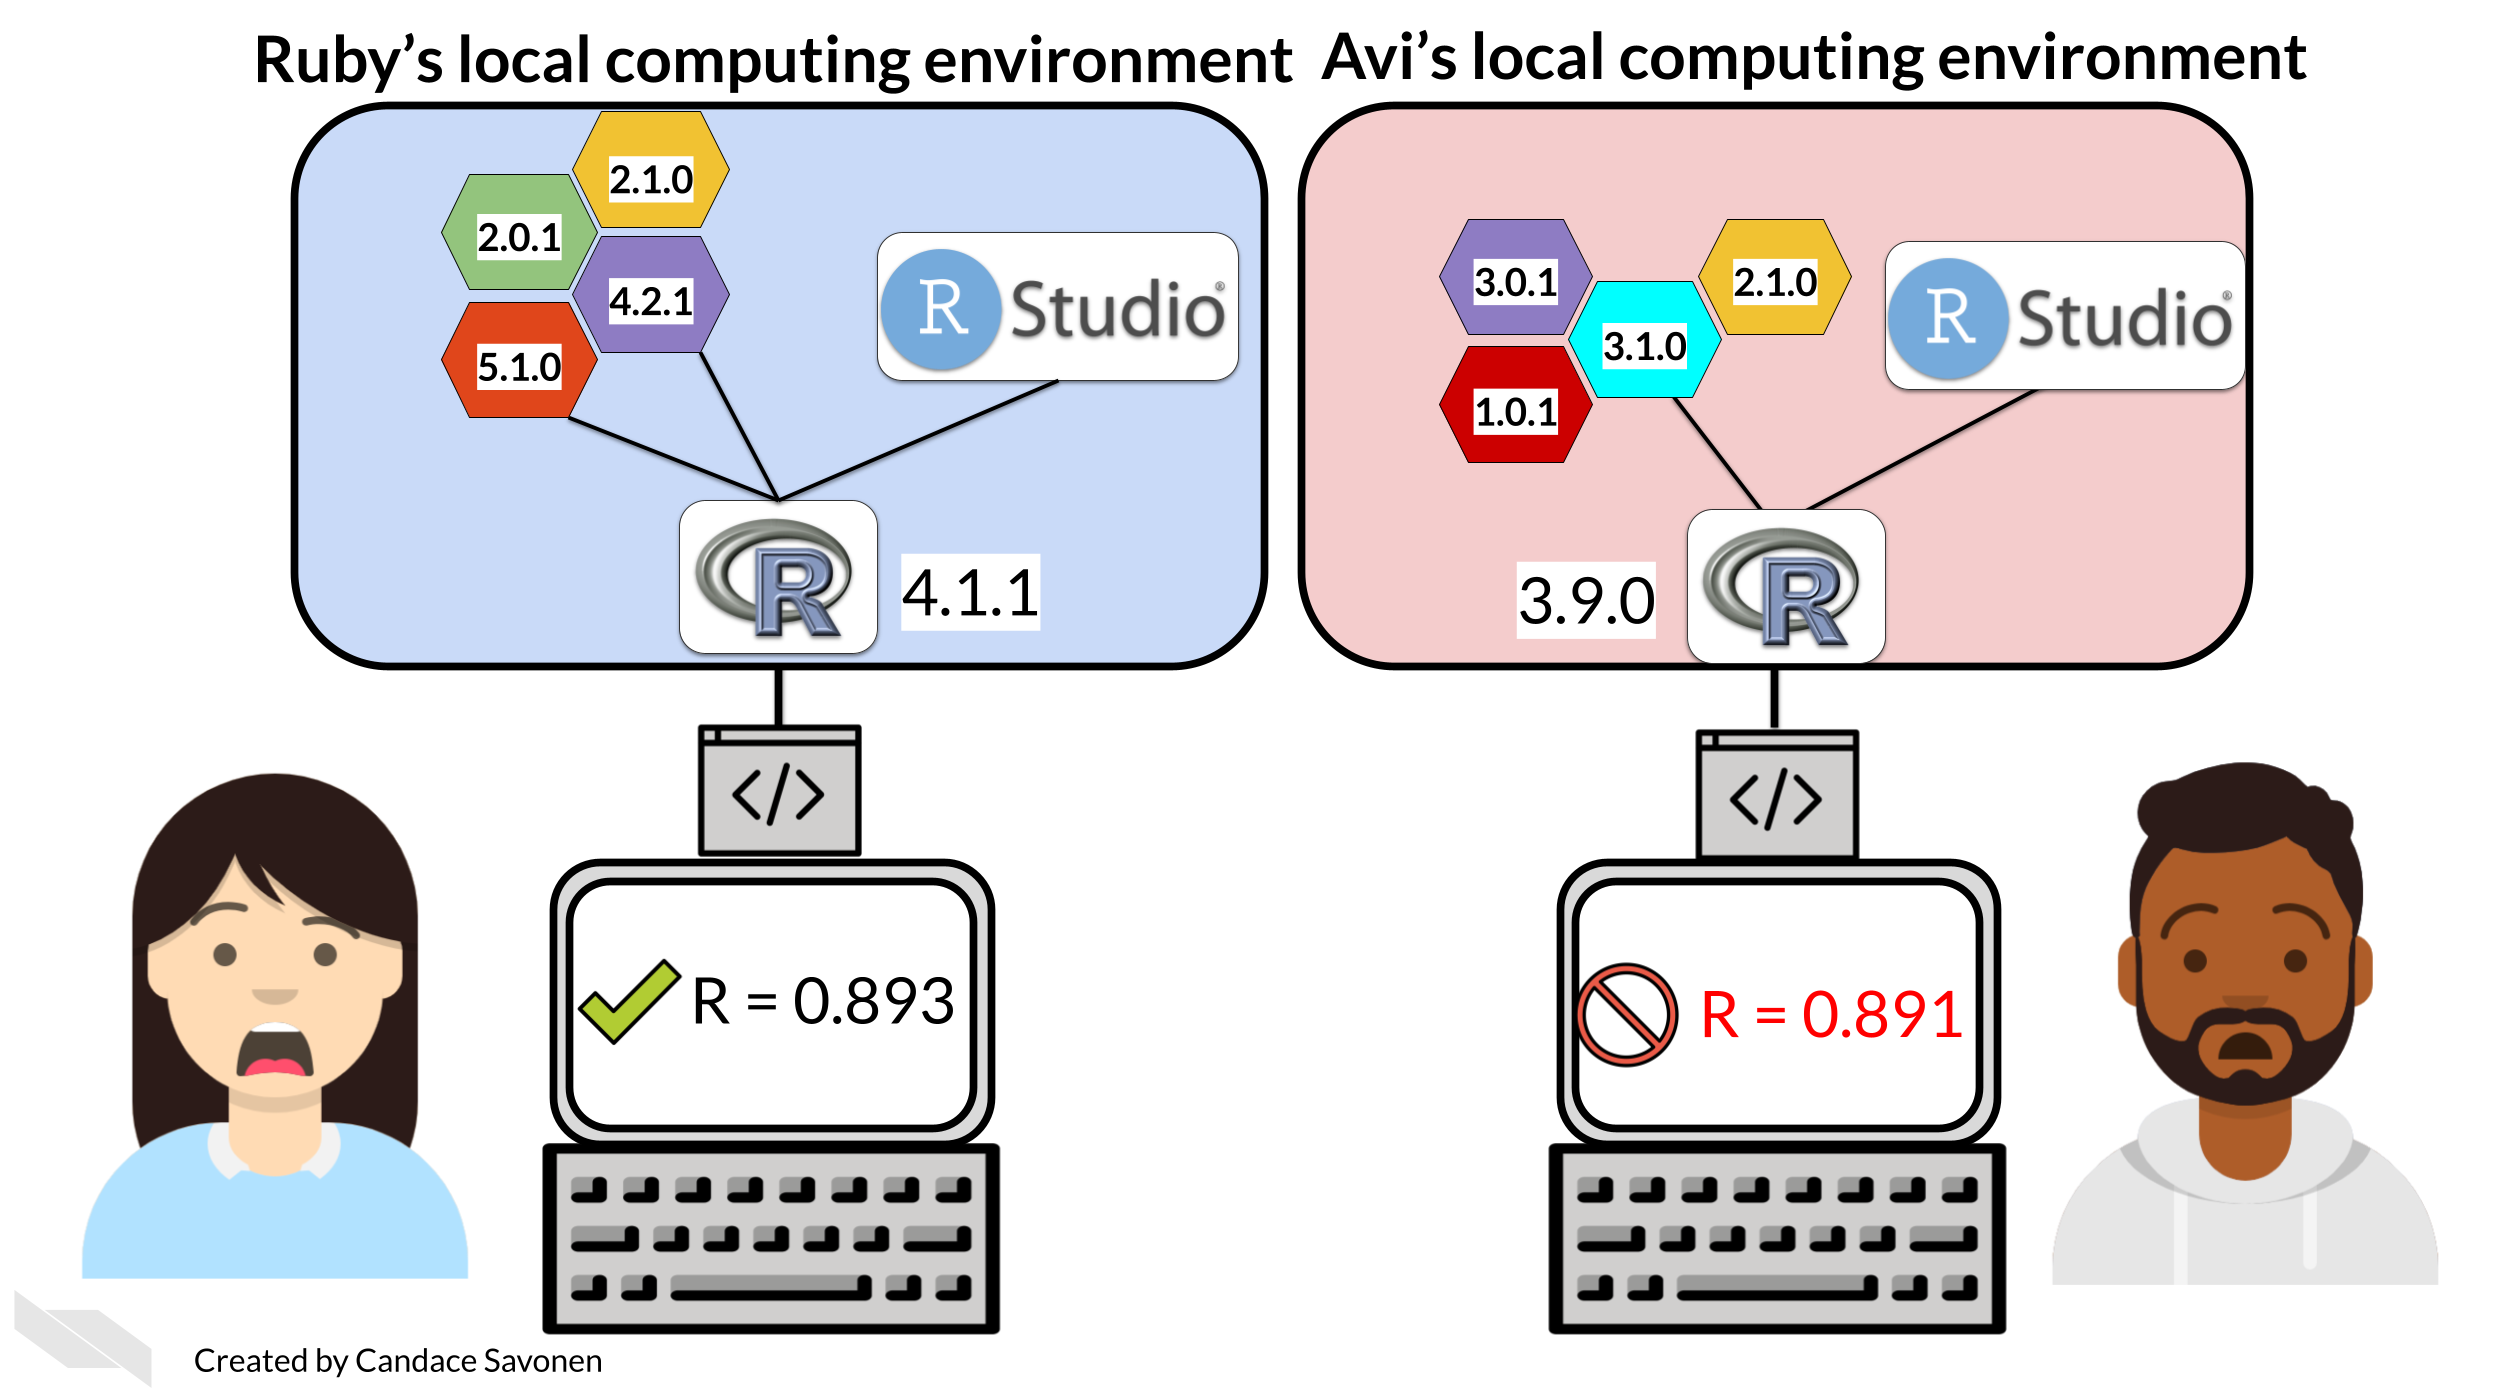 Ruby’s local computing environment
Avi’s local computing environment
2.1.0
2.0.1
4.2.1
5.1.0
R Studio®
R
4.1.1
3.0.1
2.1.0
3.1.0
1.0.1
R Studio®
3.9.0
R
</>
</>
R = 0.893
R = 0.891
Created by Candace Savonen